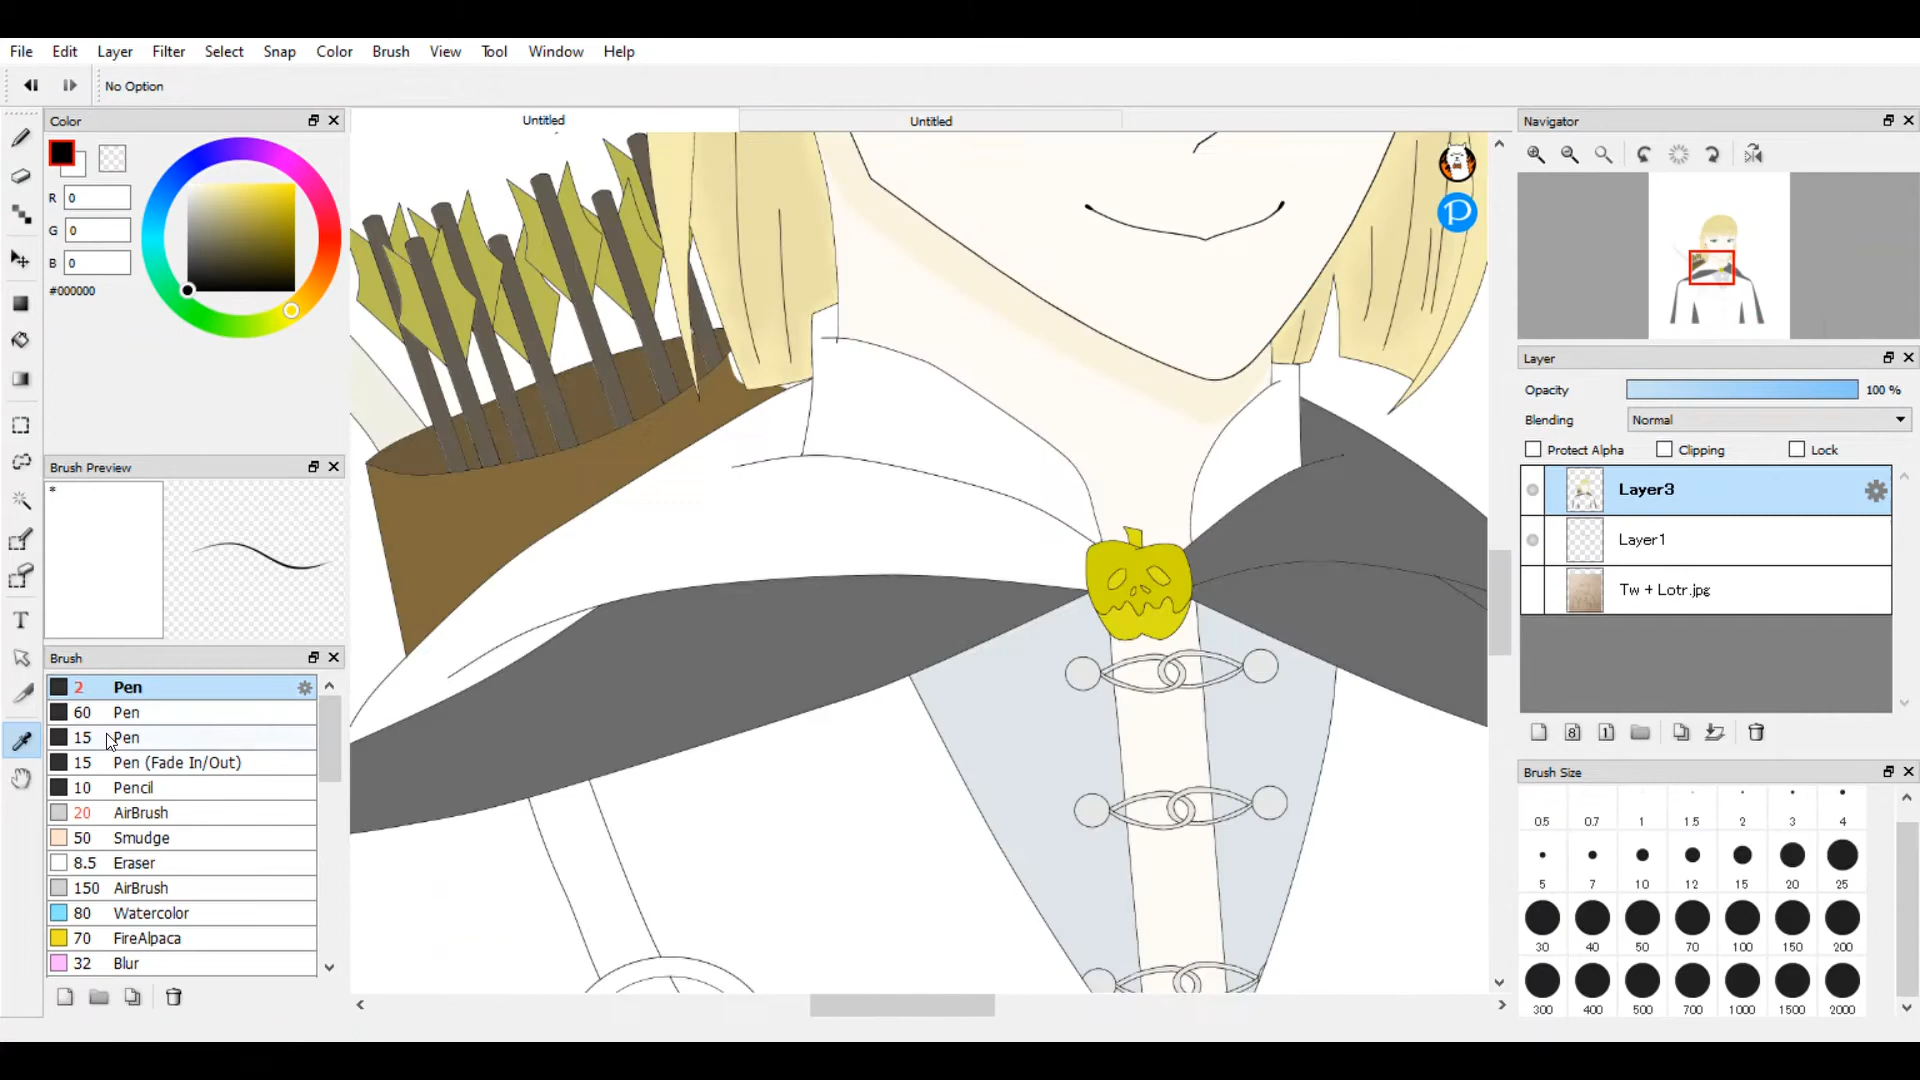 File Edit Layer Filter Select Snap Color Brush View Tool Window Help
No Option
Color
R 0
G 0
B 0
#000000
Brush Preview
*
Brush
2 Pen
60 Pen
15 Pen
15 Pen (Fade In/Out)
10 Pencil
20 AirBrush
50 Smudge
8.5 Eraser
150 AirBrush
80 Watercolor
70 FireAlpaca
32 Blur
T
Untitled Untitled
P
Navigator
Layer
Opacity 100 %
Blending Normal
Protect Alpha Clipping Lock
Layer3
Layer1
Tw + Lotr.jpg
8 1
Brush Size
0.5 0.7 1 1.5 2 3 4
5 7 10 12 15 20 25
30 40 50 70 100 150 200
300 400 500 700 1000 1500 2000